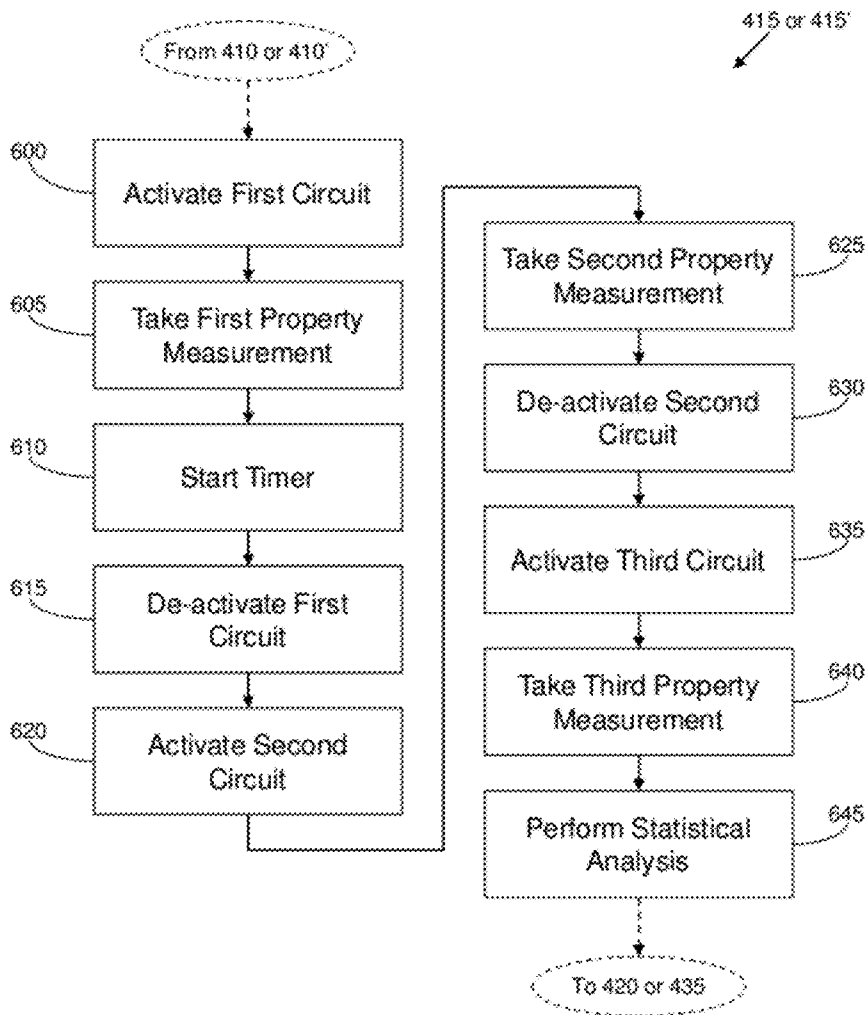 415 or 415'
From 410 or 410'
600
Activate First Circuit
605
Take First Property
Measurement
610
Start Timer
615
De-activate First
Circuit
620
Activate Second
Circuit
625
Take Second Property
Measurement
630
De-activate Second
Circuit
635
Activate Third Circuit
640
Take Third Property
Measurement
645
Perform Statistical
Analysis
To 420 or 435